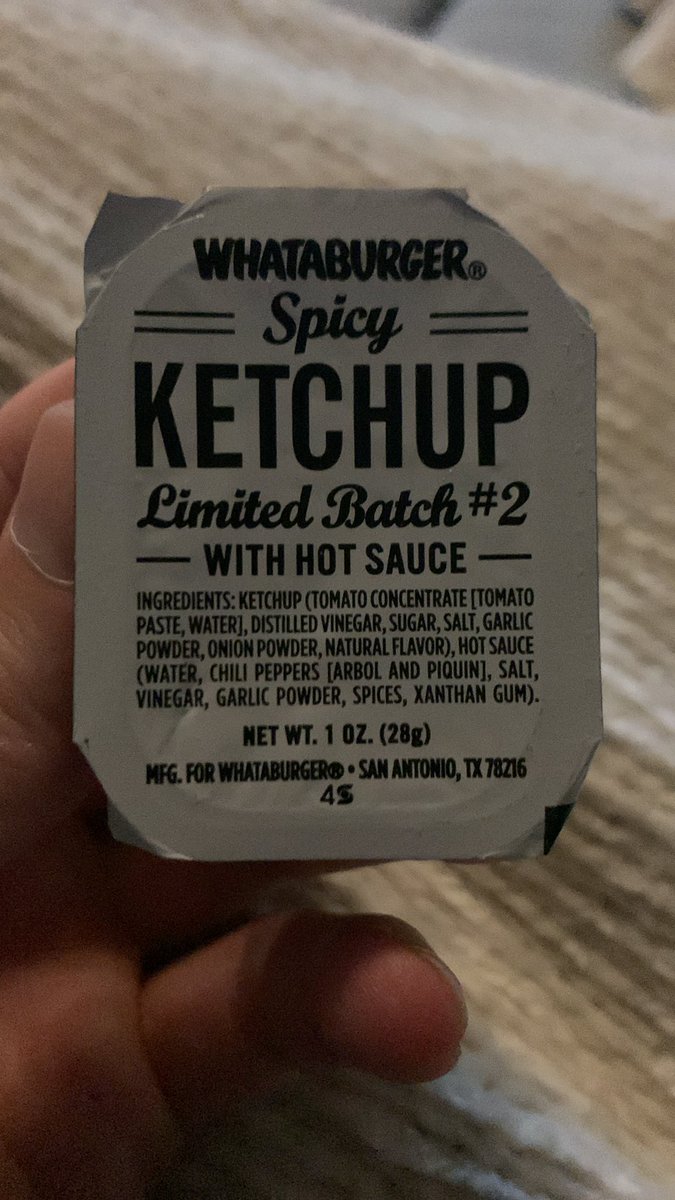 WHATABURGER®
Spicy
KETCHUP
Limited Batch #2
WITH HOT SAUCE
INGREDIENTS: KETCHUP (TOMATO CONCENTRATE [TOMATO
PASTE, WATER], DISTILLED VINEGAR, SUGAR, SALT, GARLIC
POWDER, ONION POWDER, NATURAL FLAVOR), HOT SAUCE
(WATER, CHILI PEPPERS [ARBOL AND PIQUIN], SALT,
VINEGAR, GARLIC POWDER, SPICES, XANTHAN GUM).
NET WT. 1 OZ. (28g)
MFG. FOR WHATABURGER® • SAN ANTONIO, TX 78216
4S